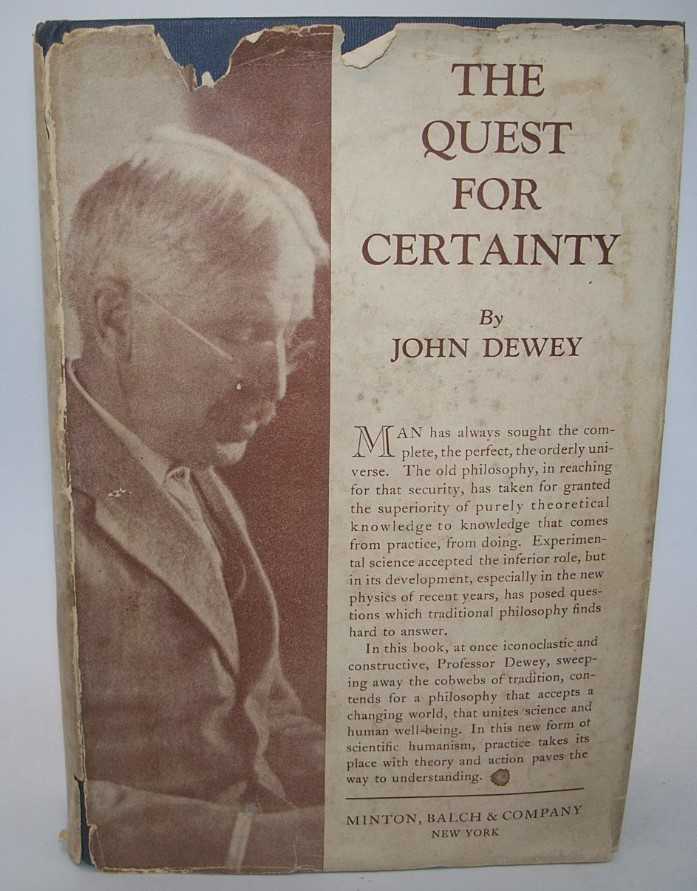 THE
QUEST
FOR
CERTAINTY
By
JOHN DEWEY
MAN has always sought the com-
plete, the perfect, the orderly uni-
verse. The old philosophy, in reaching
for that security, has taken for granted
the superiority of purely theoretical
knowledge to knowledge that comes
from practice, from doing. Experimen-
tal science accepted the inferior role, but
in its development, especially in the new
physics of recent years, has posed ques-
tions which traditional philosophy finds
hard to answer.
In this book, at once iconoclastic and
constructive, Professor Dewey, sweep-
ing away the cobwebs of tradition, con-
tends for a philosophy that accepts a
changing world, that unites science and
human well-being. In this new form of
scientific humanism, practice takes its
place with theory and action paves the
way to understanding.
MINTON, BALCH & COMPANY
NEW YORK